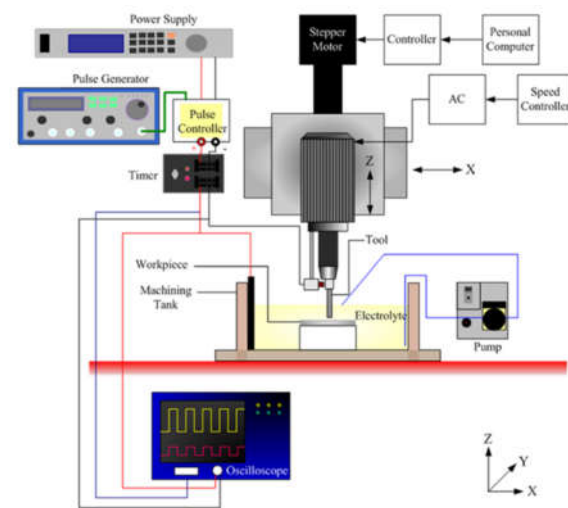 Power Supply
Pulse Generator
Pulse
Controller
+
-
Timer
Stepper
Motor
Controller
Personal
Computer
AC
Speed
Controller
Z
X
Tool
Workpiece
Machining
Tank
Electrolyte
Pump
Oscilloscope
Z
Y
X